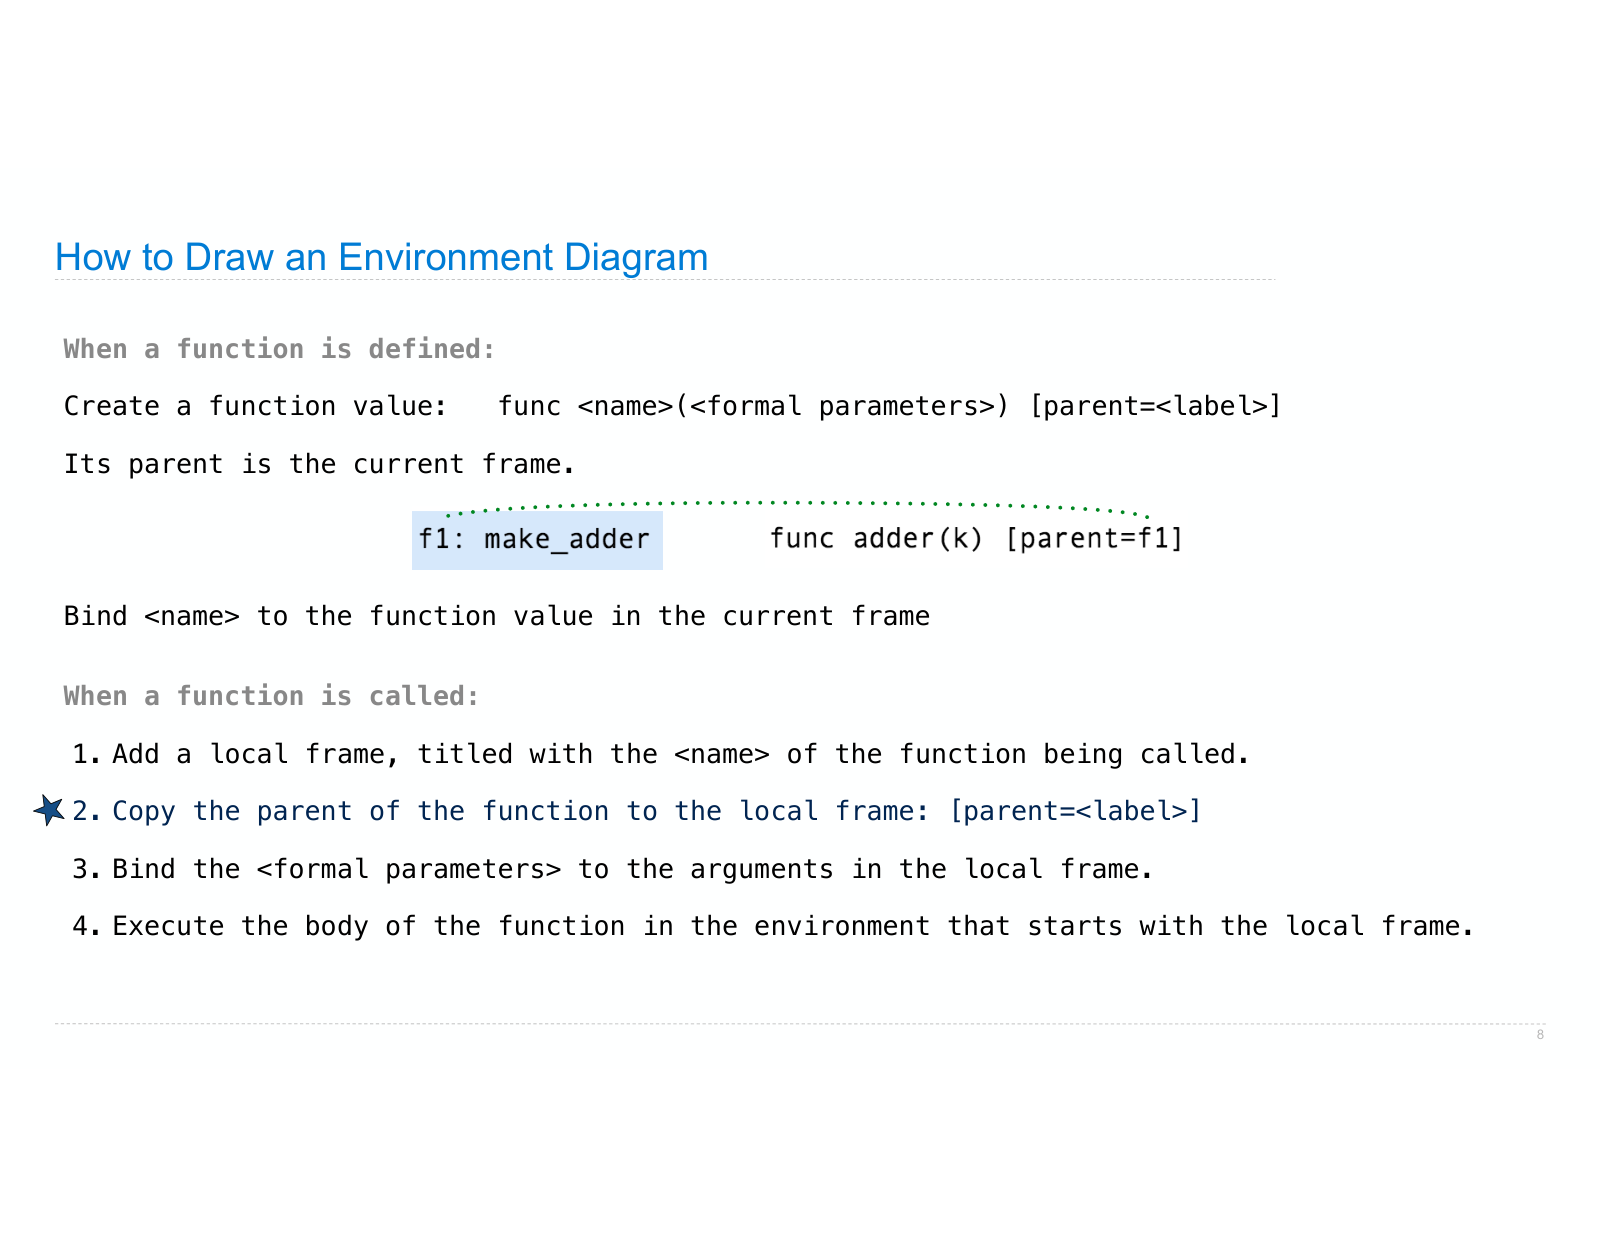 How to Draw an Environment Diagram
When a function is defined:
Create a function value:   func <name>(<formal parameters>) [parent=<label>]
Its parent is the current frame.
f1: make_adder   func adder(k) [parent=f1]
Bind <name> to the function value in the current frame
When a function is called:
1. Add a local frame, titled with the <name> of the function being called.
2. Copy the parent of the function to the local frame: [parent=<label>]
3. Bind the <formal parameters> to the arguments in the local frame.
4. Execute the body of the function in the environment that starts with the local frame.
8